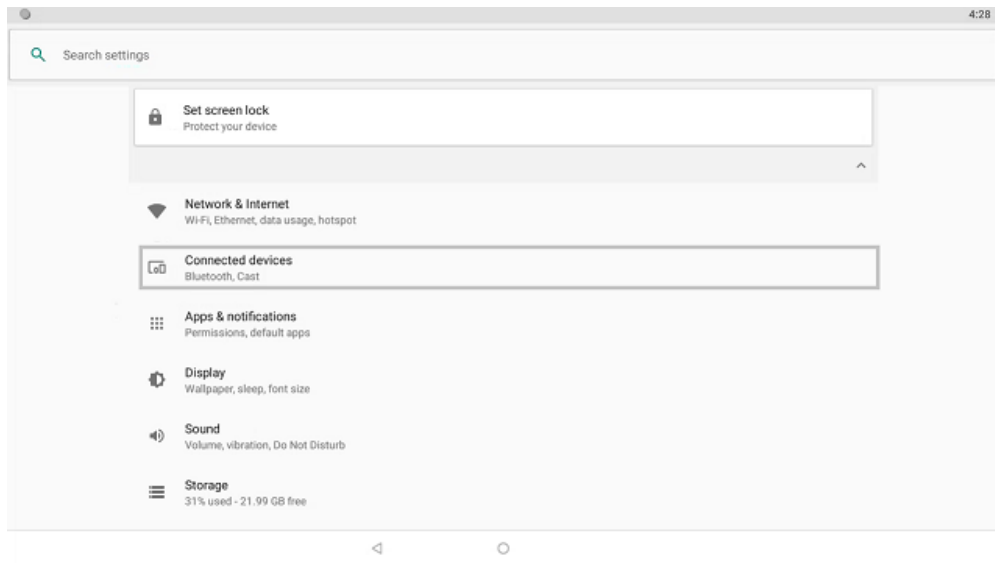 4:28
Search settings
Set screen lock
Protect your device
Network & Internet
Wi-Fi, Ethernet, data usage, hotspot
Connected devices
Bluetooth, Cast
Apps & notifications
Permissions, default apps
Display
Wallpaper, sleep, font size
Sound
Volume, vibration, Do Not Disturb
Storage
31% used - 21.99 GB free